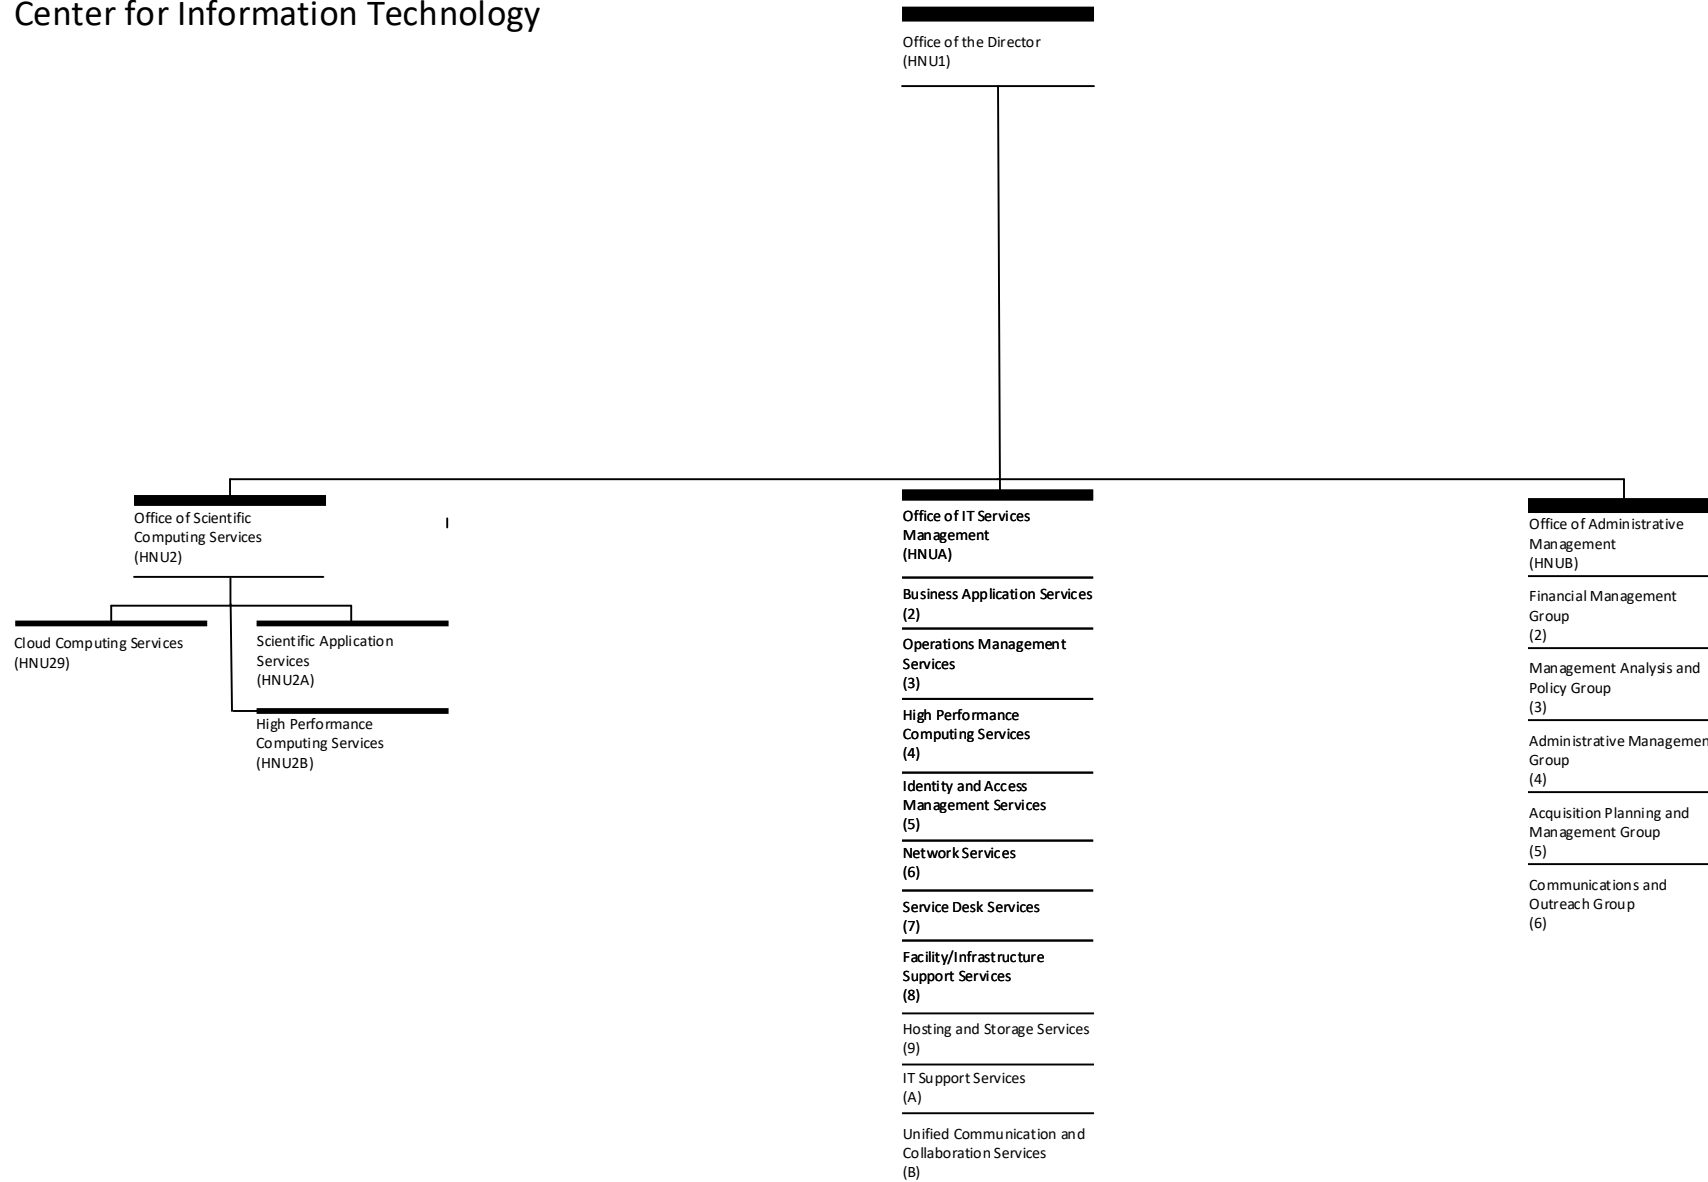 Center for Information Technology
Office of the Director
(HNU1)
Office of Scientific
Computing Services
(HNU2)
Cloud Computing Services
(HNU29)
Scientific Application
Services
(HNU2A)
High Performance
Computing Services
(HNU2B)
Office of IT Services
Management
(HNUA)
Business Application Services
(2)
Operations Management
Services
(3)
High Performance
Computing Services
(4)
Identity and Access
Management Services
(5)
Network Services
(6)
Service Desk Services
(7)
Facility/Infrastructure
Support Services
(8)
Hosting and Storage Services
(9)
IT Support Services
(A)
Unified Communication and
Collaboration Services
(B)
Office of Administrative
Management
(HNUB)
Financial Management
Group
(2)
Management Analysis and
Policy Group
(3)
Administrative Managemen
Group
(4)
Acquisition Planning and
Management Group
(5)
Communications and
Outreach Group
(6)